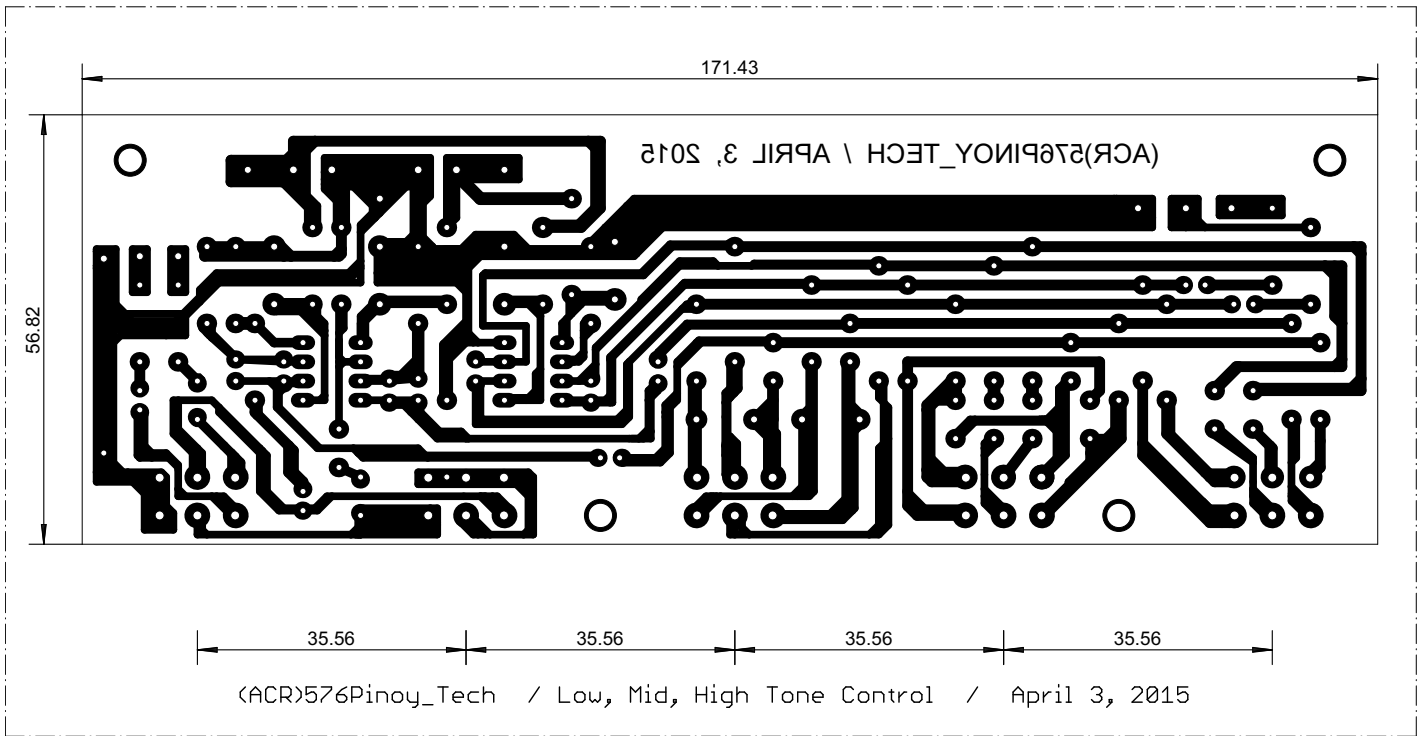 171.43
(ACR)576PINOY_TECH / APRIL 3, 2015
56.82
35.56 35.56 35.56 35.56
(ACR)576Pinoy_Tech / Low, Mid, High Tone Control / April 3, 2015